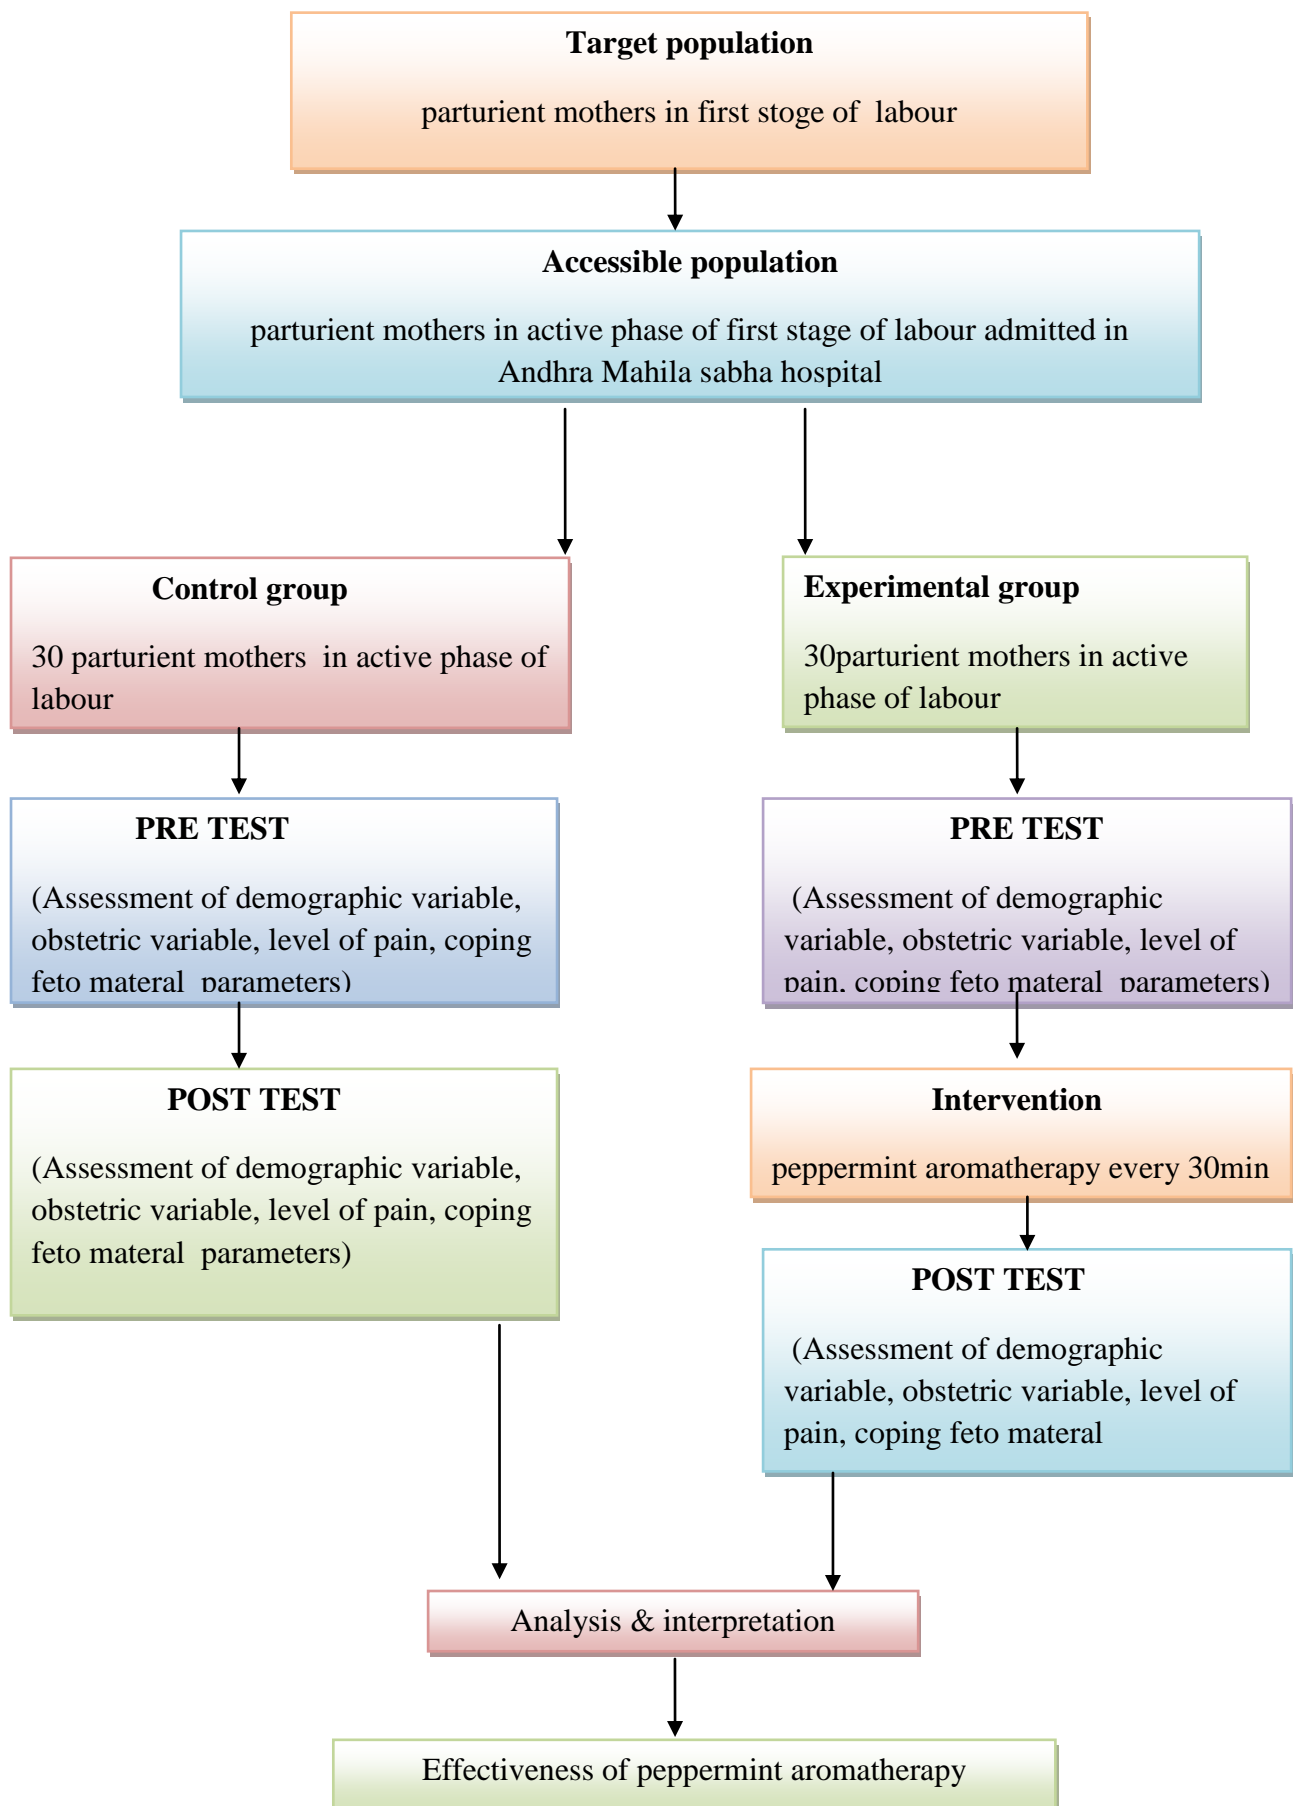 Target population
parturient mothers in first stoge of labour
Accessible population
parturient mothers in active phase of first stage of labour admitted in
Andhra Mahila sabha hospital
Control group
30 parturient mothers in active phase of
labour
Experimental group
30parturient mothers in active
phase of labour
PRE TEST
(Assessment of demographic variable,
obstetric variable, level of pain, coping
feto materal parameters)
PRE TEST
(Assessment of demographic
variable, obstetric variable, level of
pain, coping feto materal parameters)
POST TEST
(Assessment of demographic variable,
obstetric variable, level of pain, coping
feto materal parameters)
Intervention
peppermint aromatherapy every 30min
POST TEST
(Assessment of demographic
variable, obstetric variable, level of
pain, coping feto materal
Analysis & interpretation
Effectiveness of peppermint aromatherapy